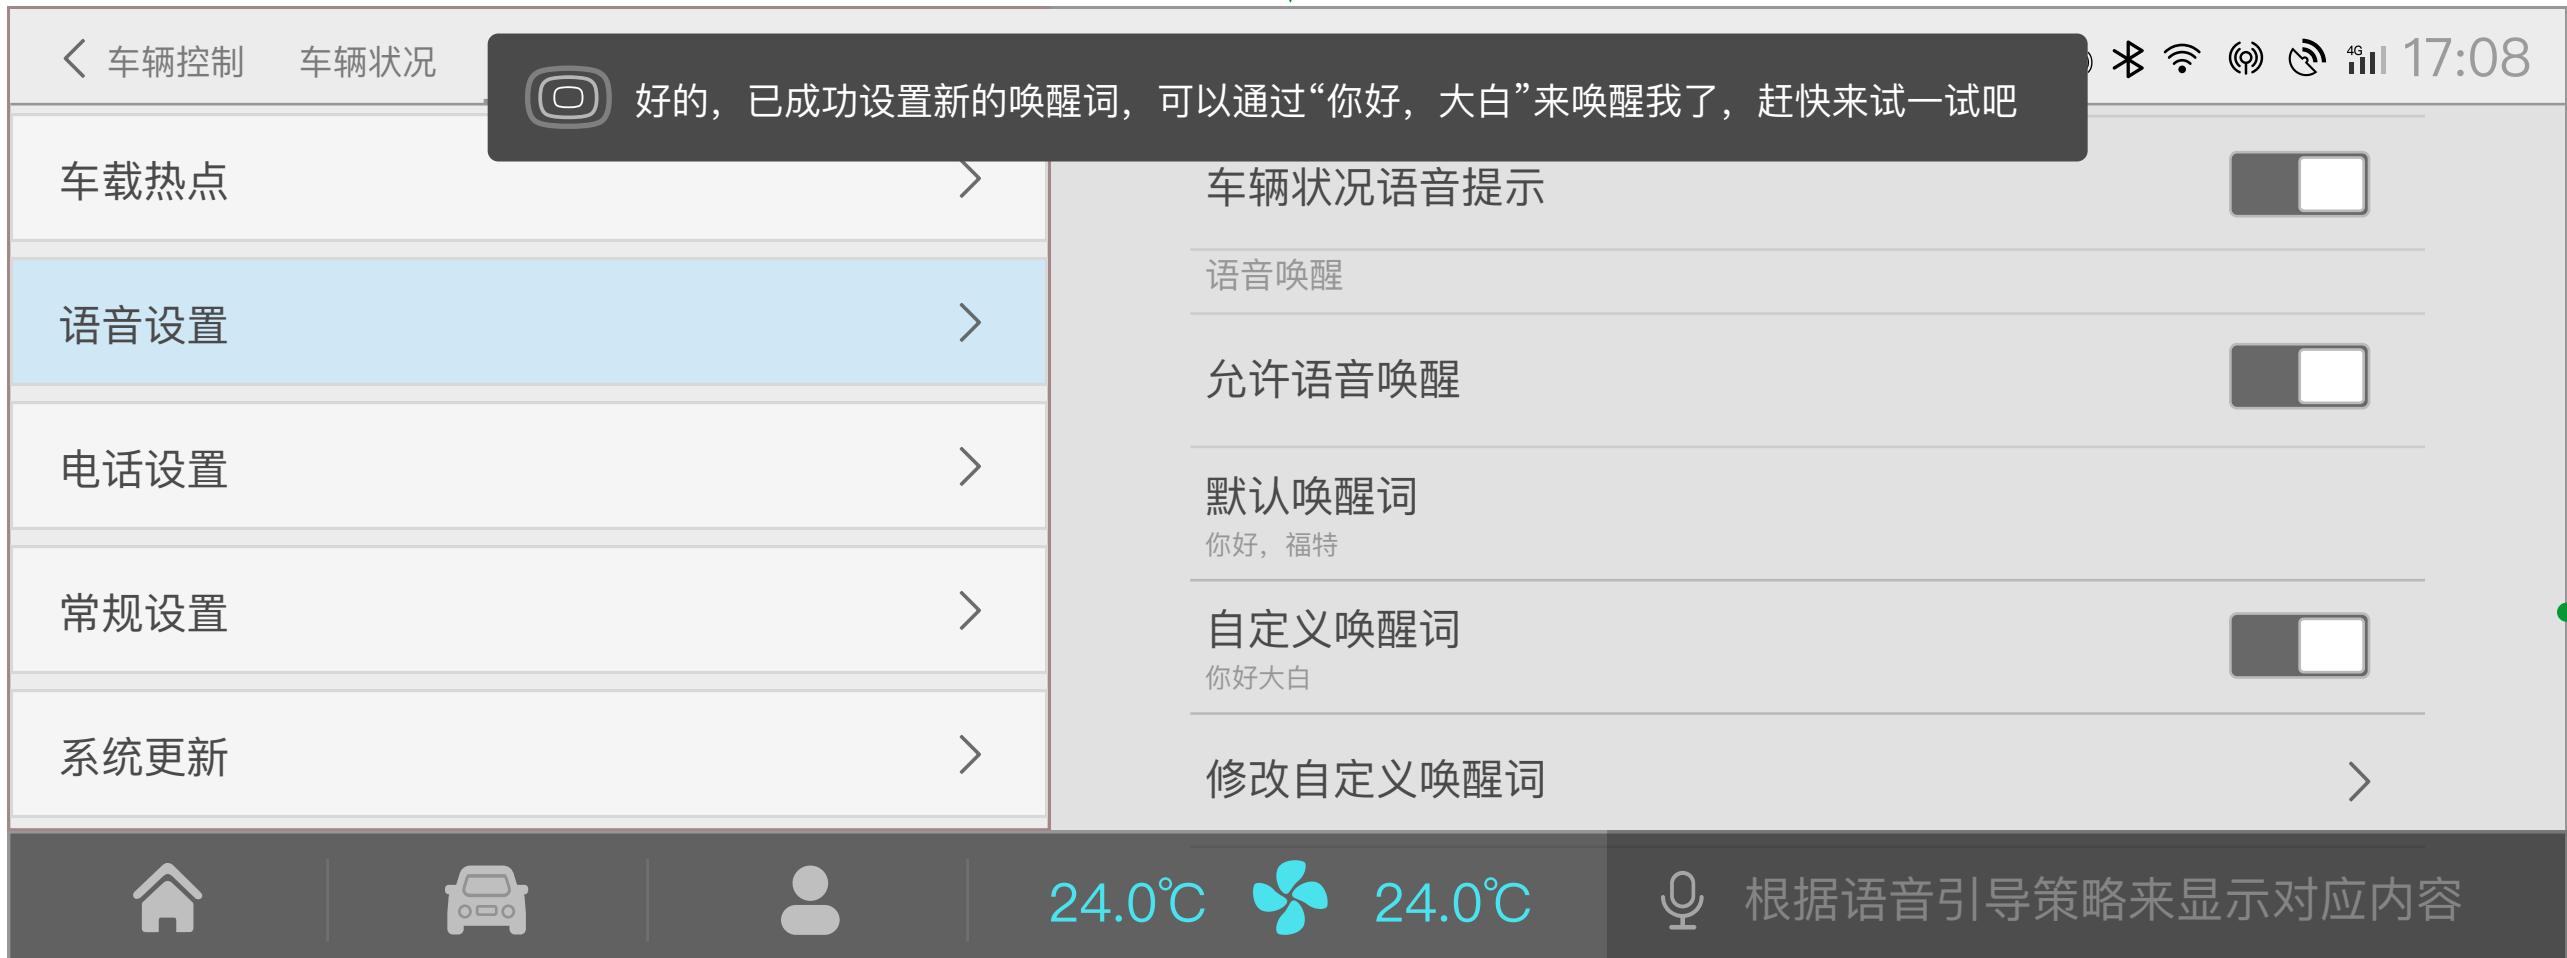 车辆控制
车辆状况
好的，已成功设置新的唤醒词，可以通过“你好，大白”来唤醒我了，赶快来试一试吧
4G
17:08
车载热点
语音设置
电话设置
常规设置
系统更新
车辆状况语音提示
语音唤醒
允许语音唤醒
默认唤醒词
你好，福特
自定义唤醒词
你好大白
修改自定义唤醒词
24.0℃
24.0℃
根据语音引导策略来显示对应内容